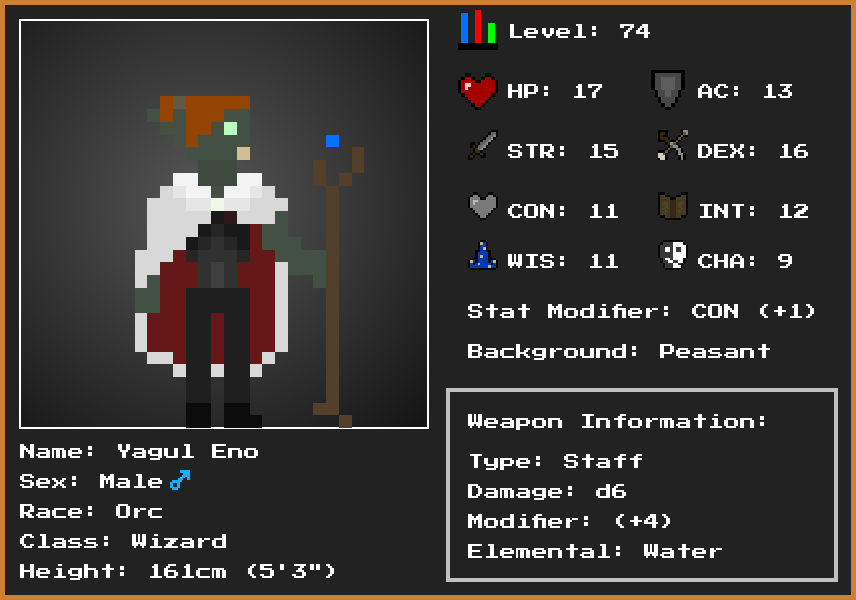 Level: 74
HP: 17 AC: 13
STR: 15 DEX: 16
CON: 11 INT: 12
WIS: 11 CHA: 9
Stat Modifier: CON (+1)
Background: Peasant
Weapon Information:
Type: Staff
Damage: d6
Modifier: (+4)
Elemental: Water
Name: Yagul Eno
Sex: Male♂
Race: Orc
Class: Wizard
Height: 161cm (5'3")